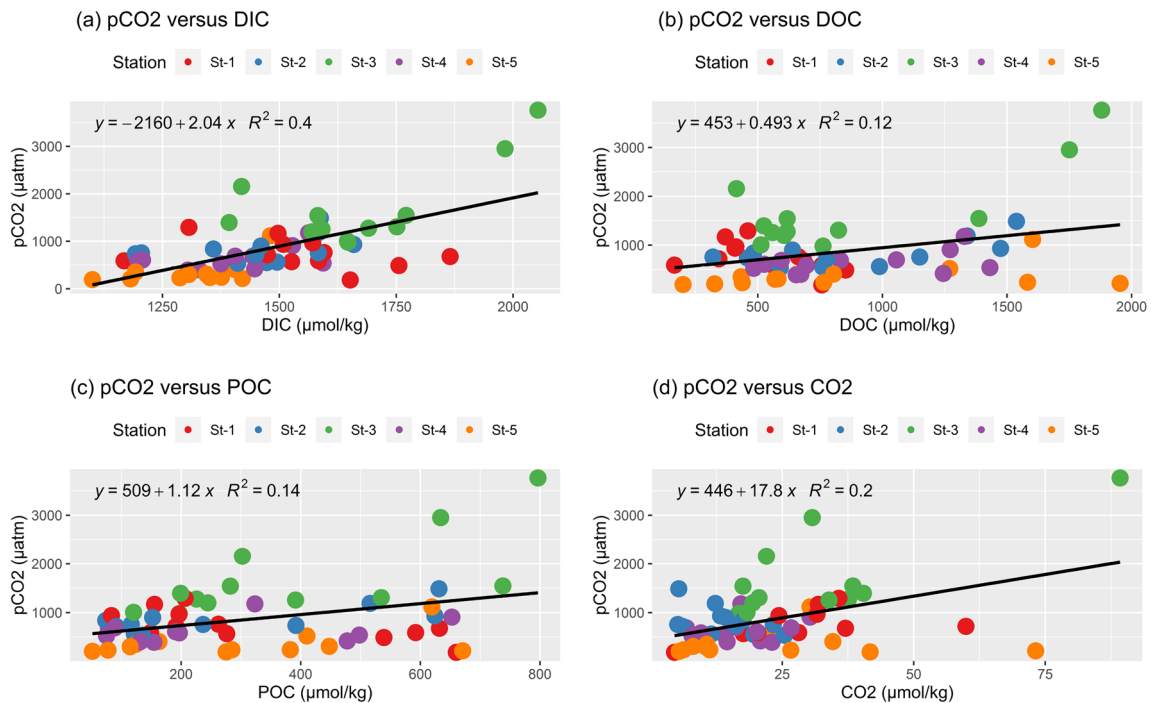 (a) pCO2 versus DIC
Station St-1 St-2 St-3 St-4 St-5
y = −2160 + 2.04 x R² = 0.4
pCO2 (µatm)
3000
2000
1000
0
1250 1500 1750 2000
DIC (µmol/kg)
(b) pCO2 versus DOC
Station St-1 St-2 St-3 St-4 St-5
y = 453 + 0.493 x R² = 0.12
pCO2 (µatm)
3000
2000
1000
500 1000 1500 2000
DOC (µmol/kg)
(c) pCO2 versus POC
Station St-1 St-2 St-3 St-4 St-5
y = 509 + 1.12 x R² = 0.14
pCO2 (µatm)
3000
2000
1000
200 400 600 800
POC (µmol/kg)
(d) pCO2 versus CO2
Station St-1 St-2 St-3 St-4 St-5
y = 446 + 17.8 x R² = 0.2
pCO2 (µatm)
3000
2000
1000
25 50 75
CO2 (µmol/kg)